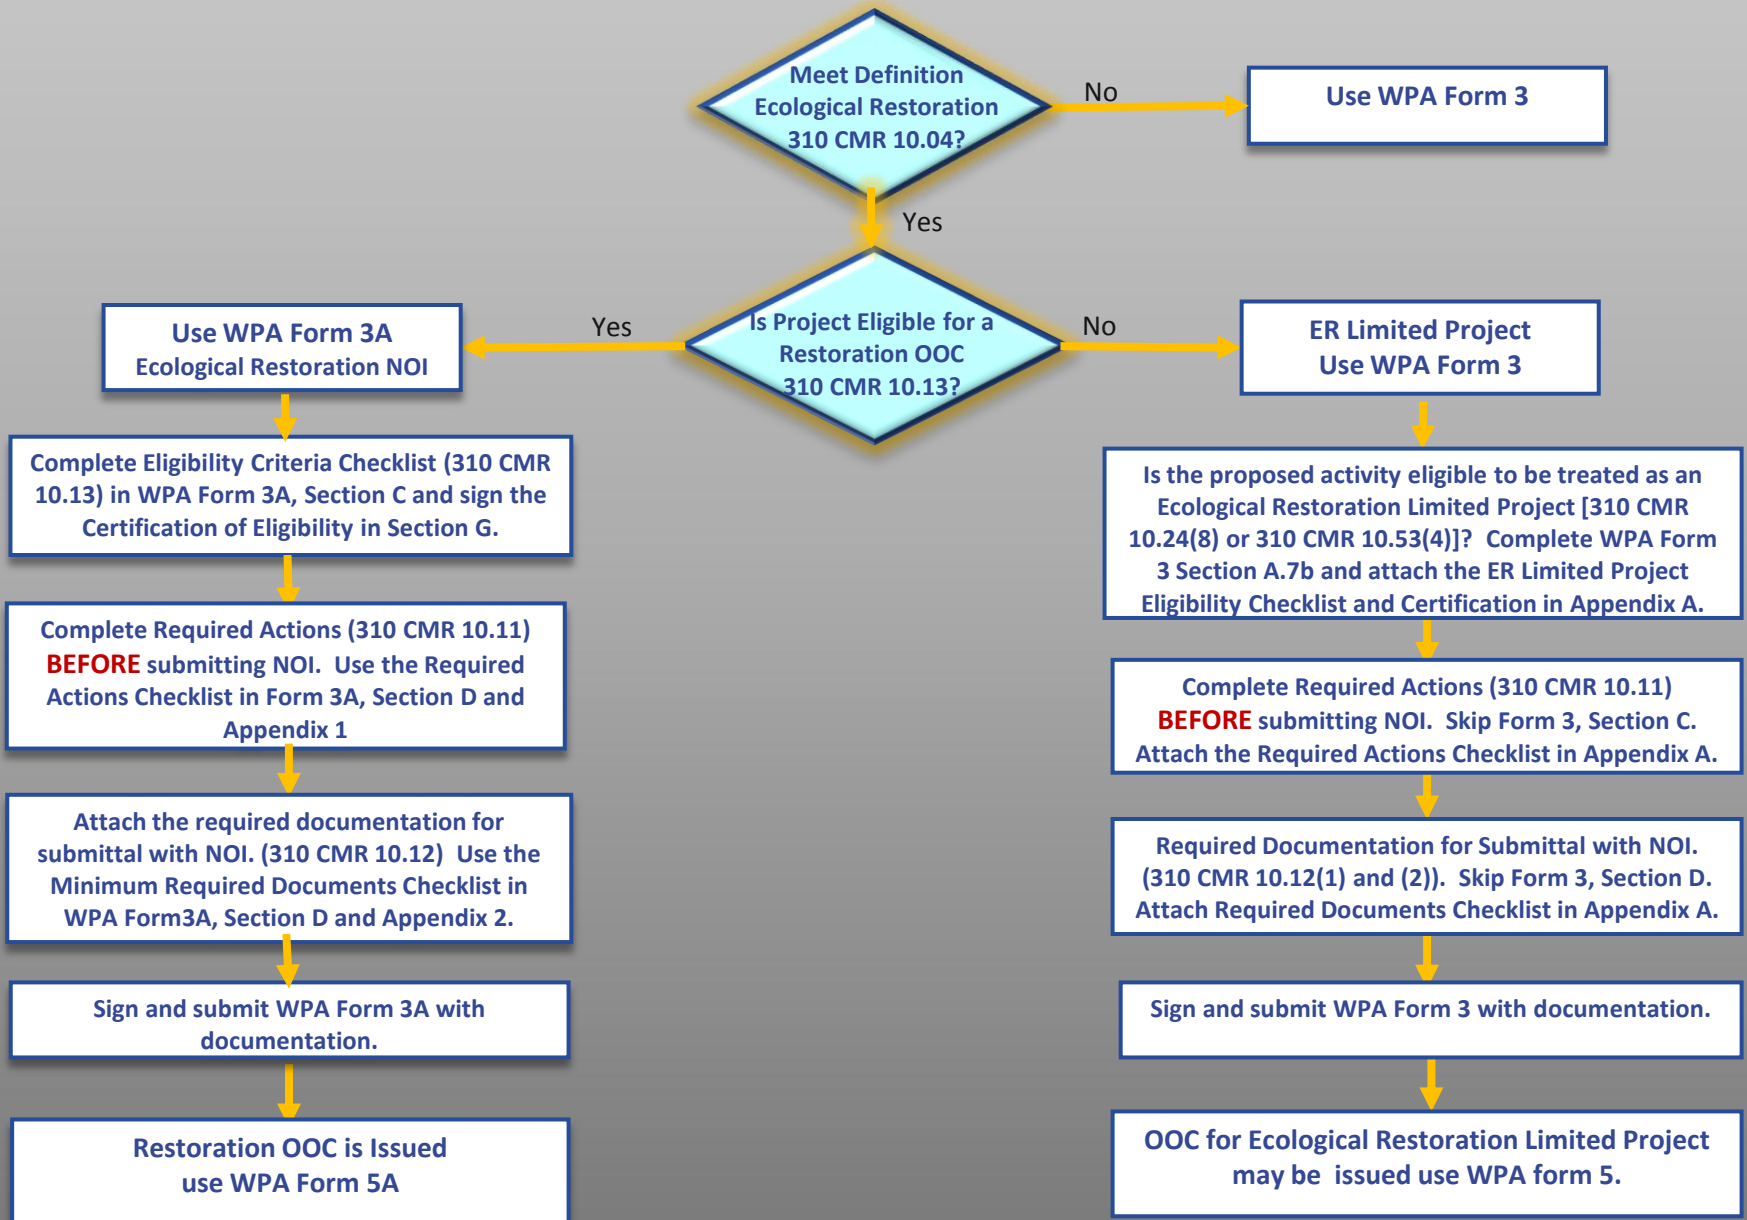 Meet Definition
Ecological Restoration
310 CMR 10.04?
No
Use WPA Form 3
Yes
Is Project Eligible for a
Restoration OOC
310 CMR 10.13?
Yes
No
Use WPA Form 3A
Ecological Restoration NOI
Complete Eligibility Criteria Checklist (310 CMR
10.13) in WPA Form 3A, Section C and sign the
Certification of Eligibility in Section G.
Complete Required Actions (310 CMR 10.11)
BEFORE submitting NOI.  Use the Required
Actions Checklist in Form 3A, Section D and
Appendix 1
Attach the required documentation for
submittal with NOI. (310 CMR 10.12)  Use the
Minimum Required Documents Checklist in
WPA Form3A, Section D and Appendix 2.
Sign and submit WPA Form 3A with
documentation.
Restoration OOC is Issued
use WPA Form 5A
ER Limited Project
Use WPA Form 3
Is the proposed activity eligible to be treated as an
Ecological Restoration Limited Project [310 CMR
10.24(8) or 310 CMR 10.53(4)]?  Complete WPA Form
3 Section A.7b and attach the ER Limited Project
Eligibility Checklist and Certification in Appendix A.
Complete Required Actions (310 CMR 10.11)
BEFORE submitting NOI.  Skip Form 3, Section C.
Attach the Required Actions Checklist in Appendix A.
Required Documentation for Submittal with NOI.
(310 CMR 10.12(1) and (2)).  Skip Form 3, Section D.
Attach Required Documents Checklist in Appendix A.
Sign and submit WPA Form 3 with documentation.
OOC for Ecological Restoration Limited Project
may be  issued use WPA form 5.